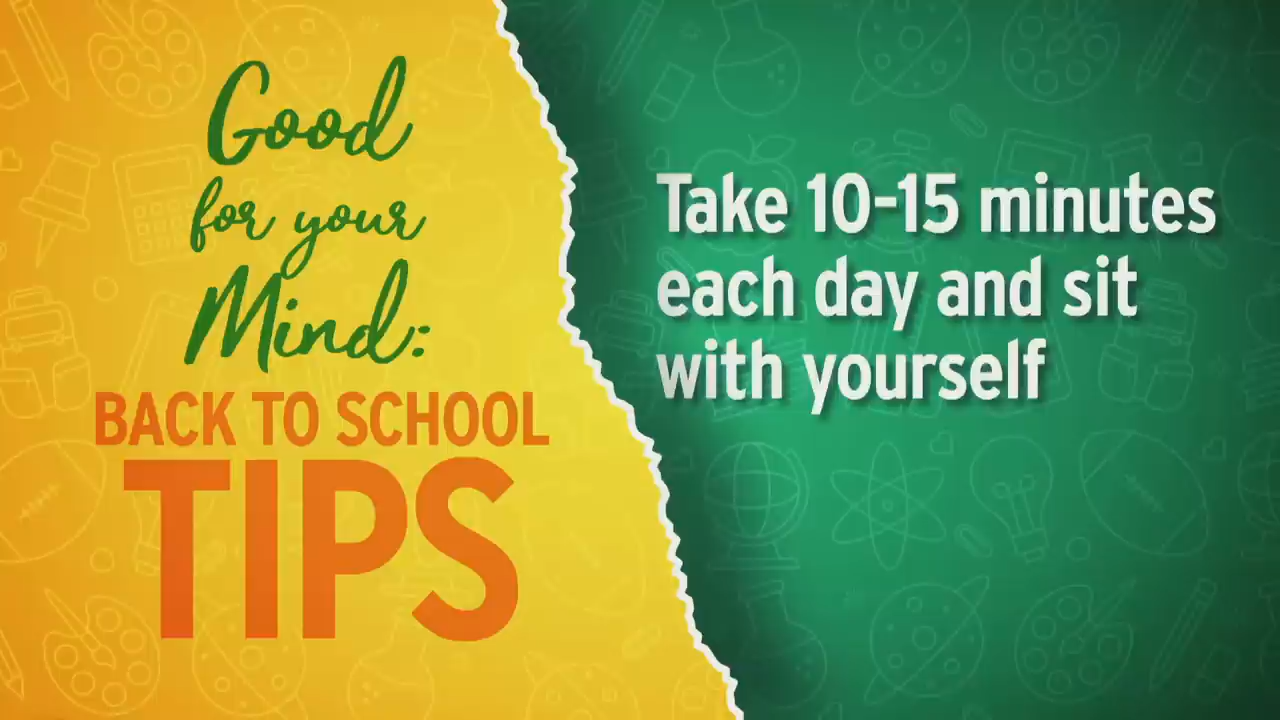 Good
for your
Mind:
BACK TO SCHOOL
TIPS
Take 10-15 minutes
each day and sit
with yourself